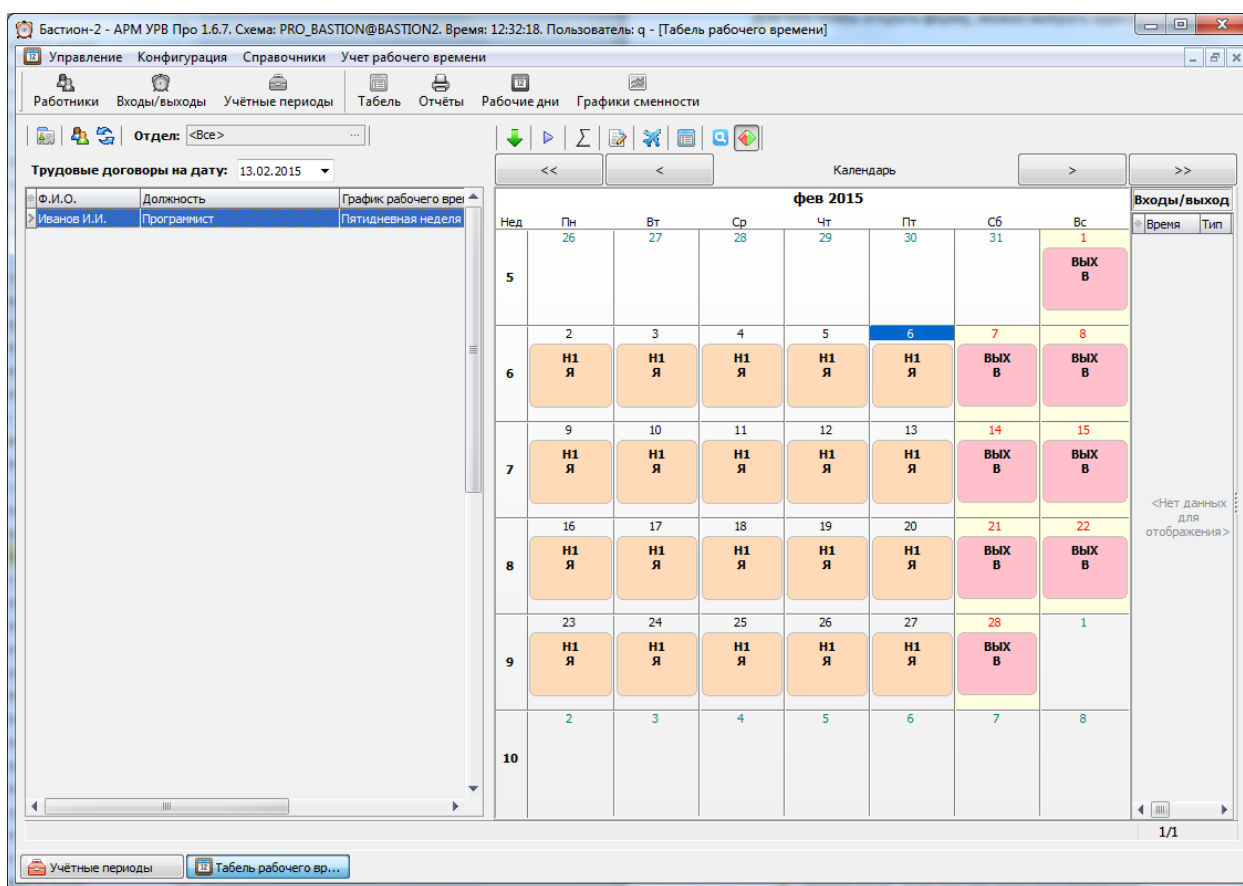 Бастион-2 - АРМ УРВ Про 1.6.7. Схема: PRO_BASTION@BASTION2. Время: 12:32:18. Пользователь: q - [Табель рабочего времени]
Управление Конфигурация Справочники Учет рабочего времени
Работники Входы/выходы Учётные периоды Табель Отчёты Рабочие дни Графики сменности
Отдел: <Все> ...
Трудовые договоры на дату: 13.02.2015
<< < Календарь > >>
Ф.И.О. Должность График рабочего врем
Иванов И.И. Программист Пятидневная неделя
фев 2015
Входы/выход
Время Тип
Нед Пн Вт Ср Чт Пт Сб Вс
26 27 28 29 30 31 1
ВЫХ
5 В
2 3 4 5 6 7 8
Н1 Н1 Н1 Н1 Н1 ВЫХ ВЫХ
6 Я Я Я Я Я В В
9 10 11 12 13 14 15
Н1 Н1 Н1 Н1 Н1 ВЫХ ВЫХ
7 Я Я Я Я Я В В
<Нет данных
для
отображения>
16 17 18 19 20 21 22
Н1 Н1 Н1 Н1 Н1 ВЫХ ВЫХ
8 Я Я Я Я Я В В
23 24 25 26 27 28 1
Н1 Н1 Н1 Н1 Н1 ВЫХ
9 Я Я Я Я Я В
2 3 4 5 6 7 8
10
1/1
Учётные периоды Табель рабочего вр...